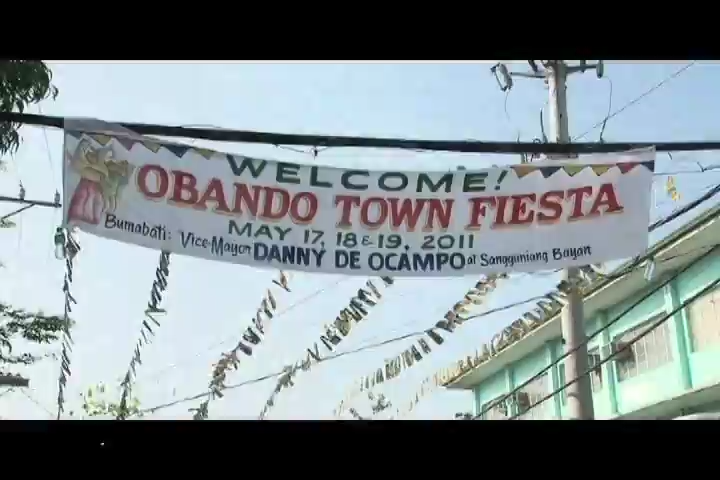 WELCOME!
OBANDO TOWN FIESTA
MAY 17, 18 & 19, 2011
Bumabati: Vice-Mayor DANNY DE OCAMPO at Sangguniang Bayan